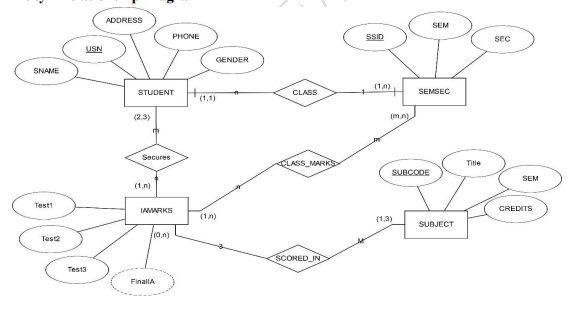 ADDRESS
USN
PHONE
SNAME
GENDER
STUDENT
(1,1)
n
CLASS
1
(1,n)
SEMSEC
SSID
SEM
SEC
(m,n)
(2,3)
m
Secures
n
(1,n)
CLASS_MARKS
m
n
(1,n)
IAMARKS
(0,n)
Test1
Test2
Test3
FinalIA
3
SCORED_IN
M
(1,3)
SUBJECT
SUBCODE
Title
SEM
CREDITS